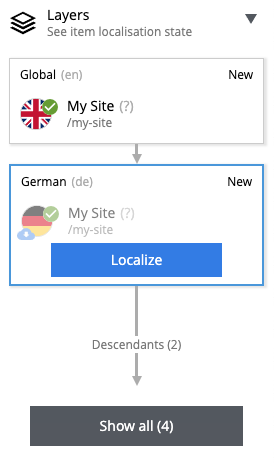 Layers
See item localisation state
Global (en) New
My Site (?)
/my-site
German (de) New
My Site (?)
/my-site
Localize
Descendants (2)
Show all (4)